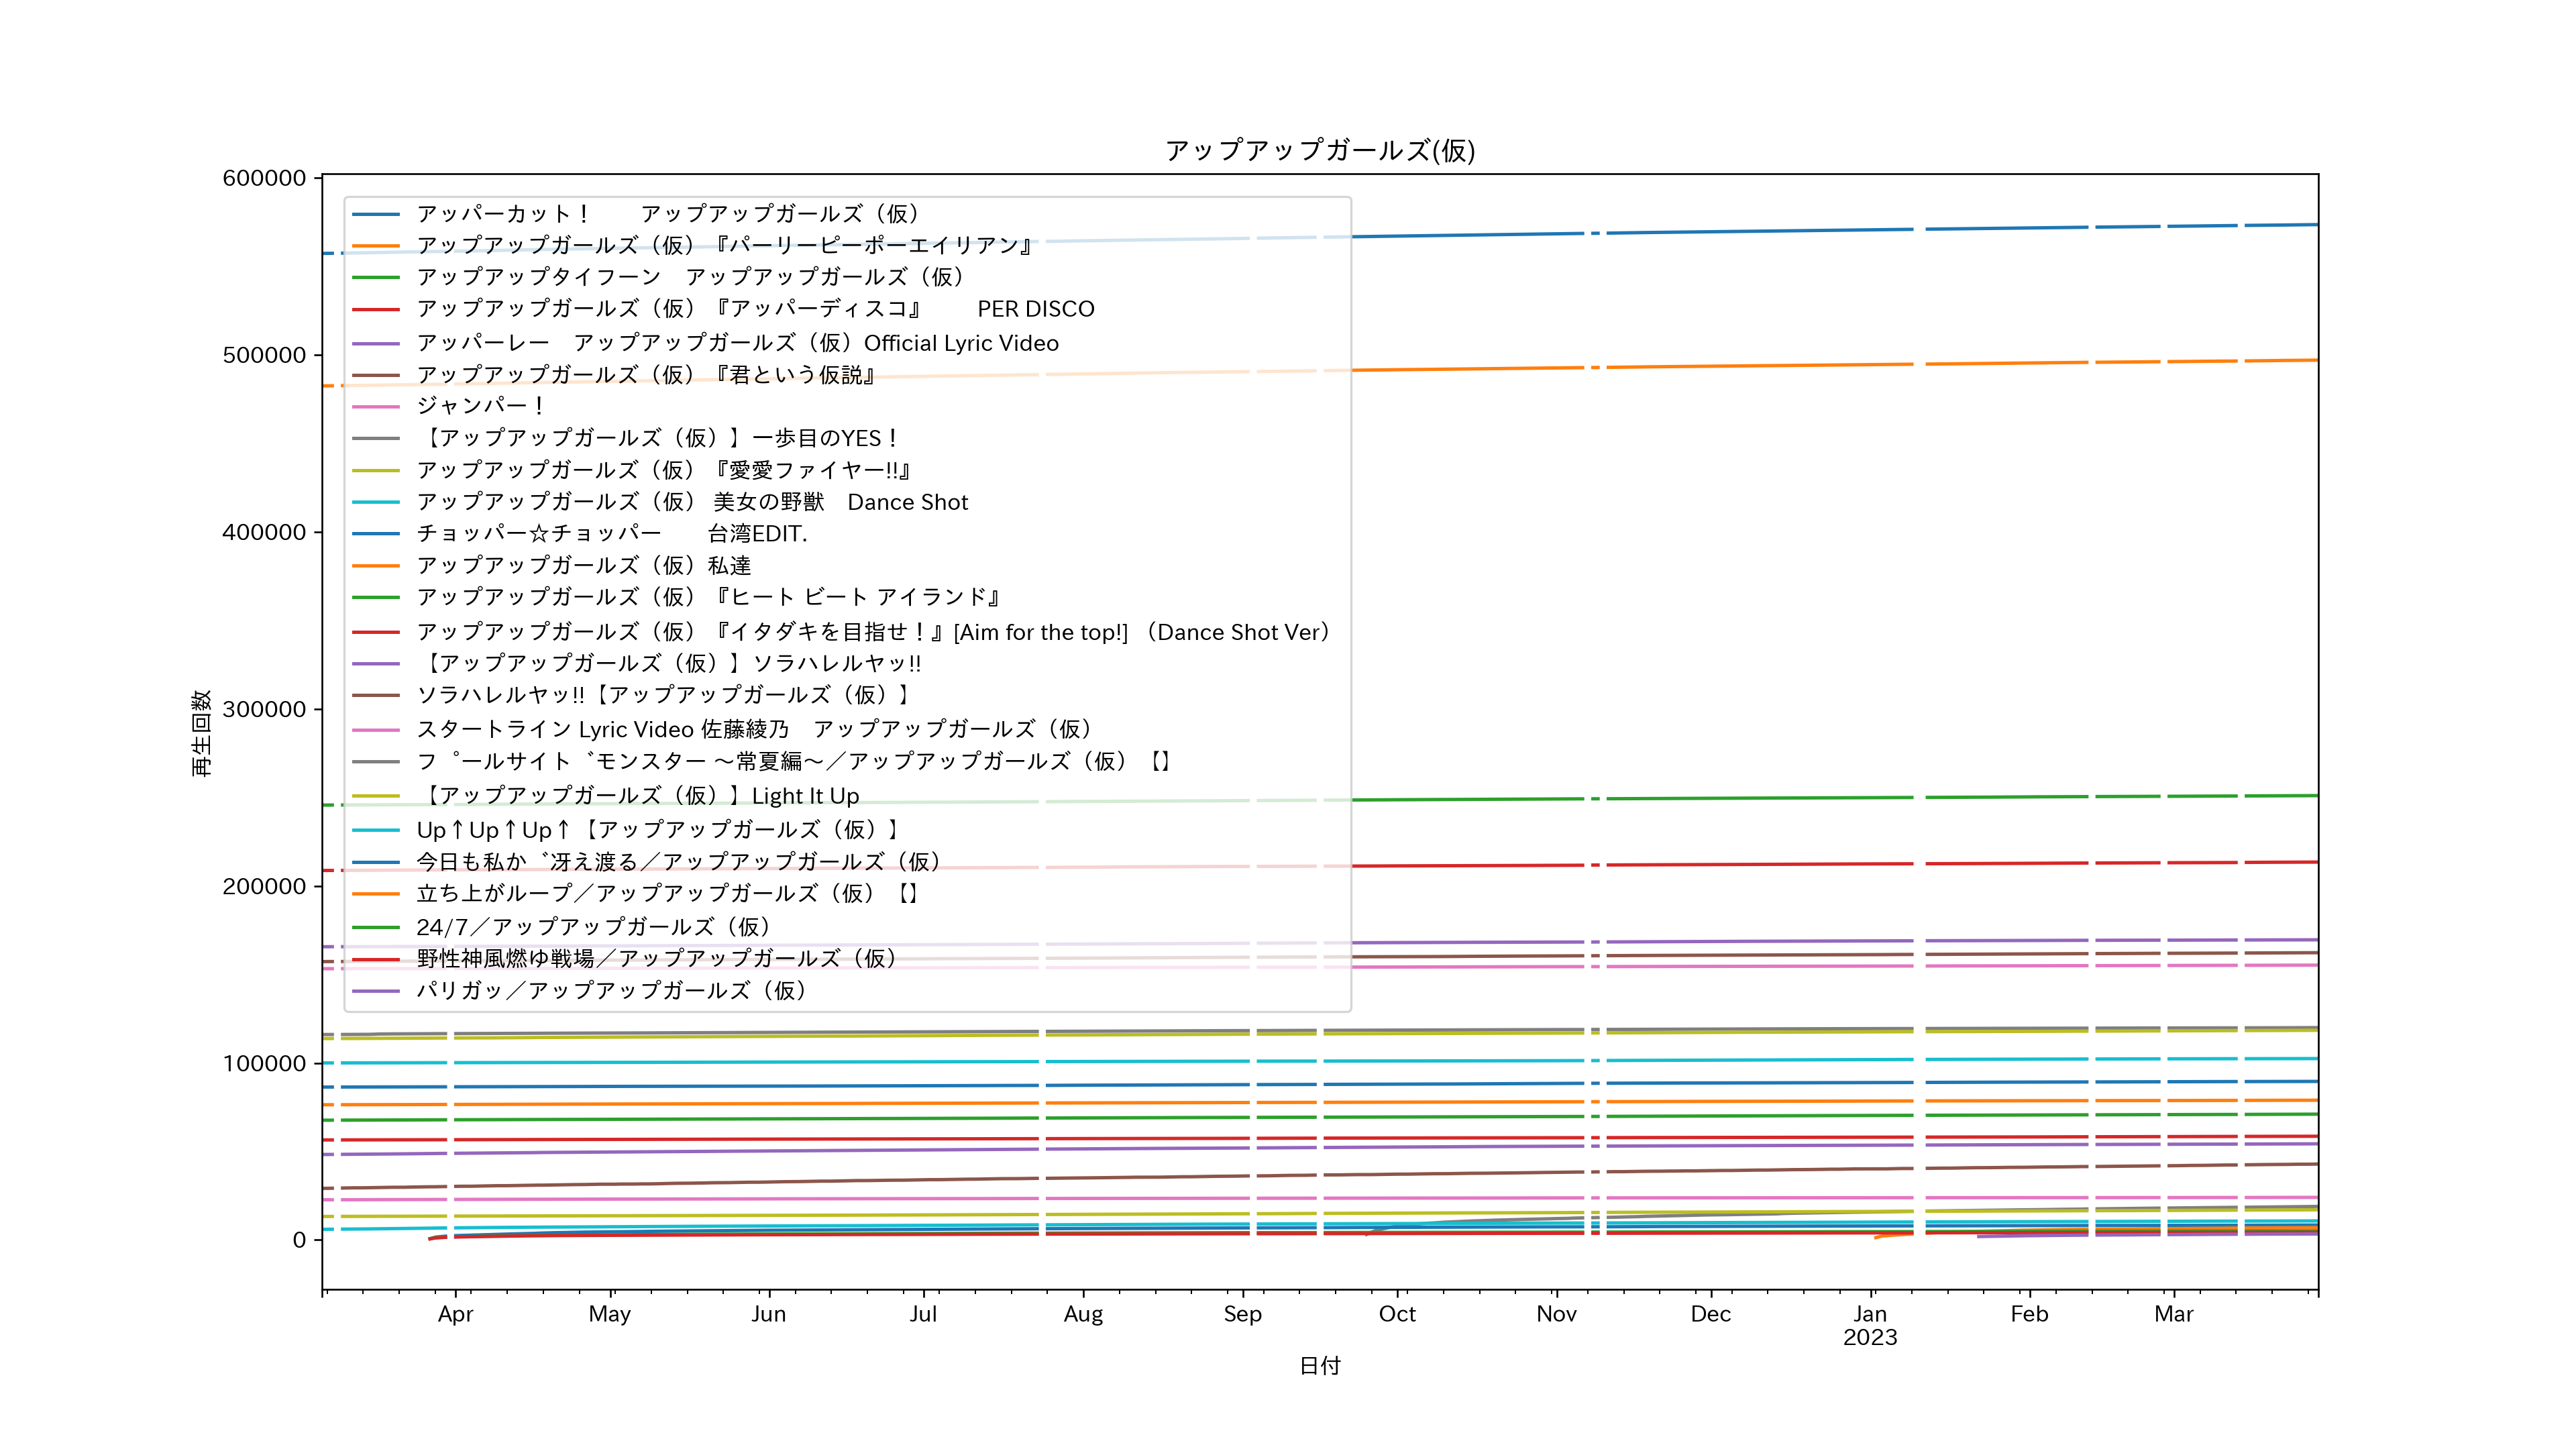 アップアップガールズ(仮)
600000
500000
400000
300000
200000
100000
0
再生回数
アッパーカット！　　アップアップガールズ（仮）
アップアップガールズ（仮）『パーリーピーポーエイリアン』
アップアップタイフーン　アップアップガールズ（仮）
アップアップガールズ（仮）『アッパーディスコ』　　PER DISCO
アッパーレー　アップアップガールズ（仮）Official Lyric Video
アップアップガールズ（仮）『君という仮説』
ジャンパー！
【アップアップガールズ（仮）】一歩目のYES！
アップアップガールズ（仮）『愛愛ファイヤー!!』
アップアップガールズ（仮） 美女の野獣　Dance Shot
チョッパー☆チョッパー　　台湾EDIT.
アップアップガールズ（仮）私達
アップアップガールズ（仮）『ヒート ビート アイランド』
アップアップガールズ（仮）『イタダキを目指せ！』[Aim for the top!] （Dance Shot Ver）
【アップアップガールズ（仮）】ソラハレルヤッ!!
ソラハレルヤッ!!【アップアップガールズ（仮）】
スタートライン Lyric Video 佐藤綾乃　アップアップガールズ（仮）
フ゜ールサイト゛モンスター ～常夏編～／アップアップガールズ（仮）【】
【アップアップガールズ（仮）】Light It Up
Up↑Up↑Up↑【アップアップガールズ（仮）】
今日も私か゛冴え渡る／アップアップガールズ（仮）
立ち上がループ／アップアップガールズ（仮）【】
24/7／アップアップガールズ（仮）
野性神風燃ゆ戦場／アップアップガールズ（仮）
パリガッ／アップアップガールズ（仮）
Apr May Jun Jul Aug Sep Oct Nov Dec Jan Feb Mar
2023
日付